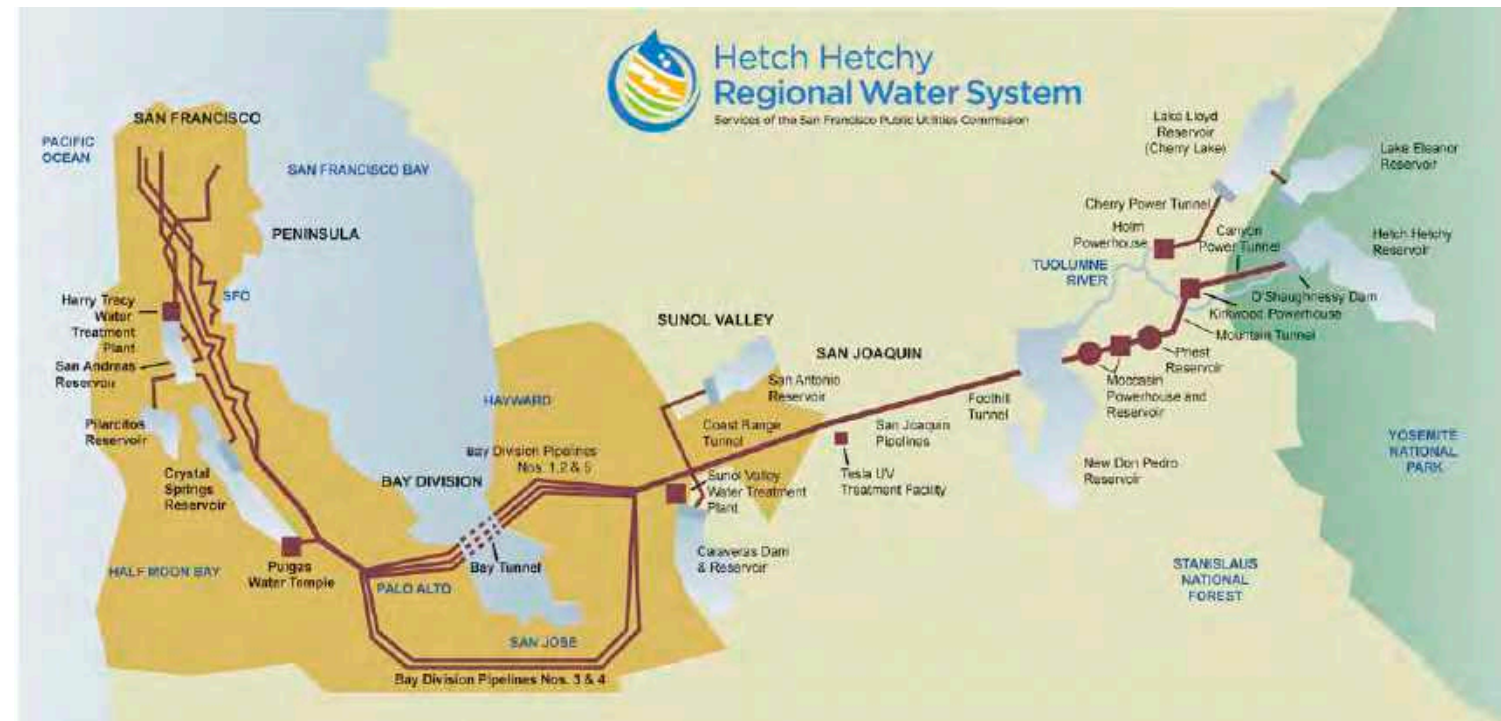 Hetch Hetchy
Regional Water System
Services of the San Francisco Public Utilities Commission
SAN FRANCISCO
PACIFIC
OCEAN
SAN FRANCISCO BAY
PENINSULA
SFO
Harry Tracy
Water
Treatment
Plant
San Andreas
Reservoir
Pilarcitos
Reservoir
Crystal
Springs
Reservoir
HALF MOON BAY
Pulgas
Water Temple
PALO ALTO
BAY DIVISION
Bay Division Pipelines
Nos. 1,2 & 5
Bay Tunnel
SAN JOSE
Bay Division Pipelines Nos. 3 & 4
HAYWARD
SUNOL VALLEY
San Antonio
Reservoir
Coast Range
Tunnel
Sunol Valley
Water Treatment
Plant
Calaveras Dam
& Reservoir
SAN JOAQUIN
San Joaquin
Pipelines
Tesla UV
Treatment Facility
Foothill
Tunnel
New Don Pedro
Reservoir
Moccasin
Powerhouse and
Reservoir
Priest
Reservoir
Mountain Tunnel
Kirkwood Powerhouse
O'Shaughnessy Dam
TUOLUMNE
RIVER
Holm
Powerhouse
Cherry Power Tunnel
Canyon
Power Tunnel
Lake Lloyd
Reservoir
(Cherry Lake)
Lake Eleanor
Reservoir
Hetch Hetchy
Reservoir
YOSEMITE
NATIONAL
PARK
STANISLAUS
NATIONAL
FOREST